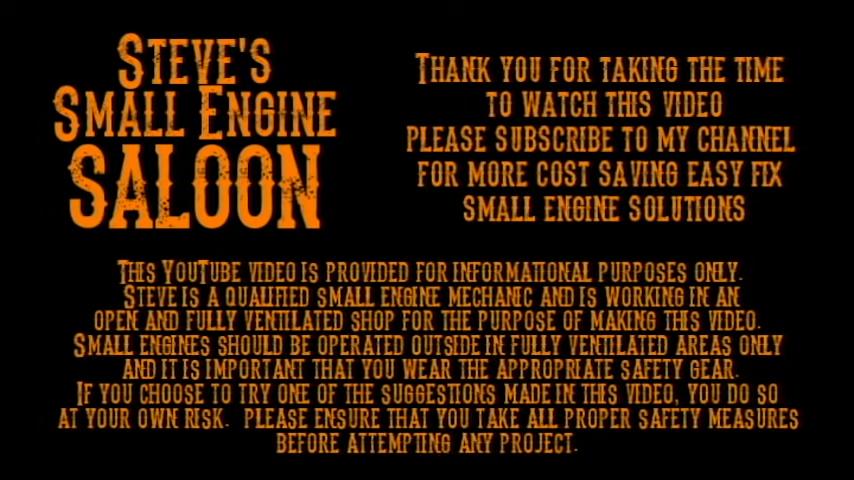 STEVE'S
SMALL ENGINE
SALOON
THANK YOU FOR TAKING THE TIME
TO WATCH THIS VIDEO
PLEASE SUBSCRIBE TO MY CHANNEL
FOR MORE COST SAVING EASY FIX
SMALL ENGINE SOLUTIONS
THIS YOUTUBE VIDEO IS PROVIDED FOR INFORMATIONAL PURPOSES ONLY.
STEVE IS A QUALIFIED SMALL ENGINE MECHANIC AND IS WORKING IN AN
OPEN AND FULLY VENTILATED SHOP FOR THE PURPOSE OF MAKING THIS VIDEO.
SMALL ENGINES SHOULD BE OPERATED OUTSIDE IN FULLY VENTILATED AREAS ONLY
AND IT IS IMPORTANT THAT YOU WEAR THE APPROPRIATE SAFETY GEAR.
IF YOU CHOOSE TO TRY ONE OF THE SUGGESTIONS MADE IN THIS VIDEO, YOU DO SO
AT YOUR OWN RISK. PLEASE ENSURE THAT YOU TAKE ALL PROPER SAFETY MEASURES
BEFORE ATTEMPTING ANY PROJECT.